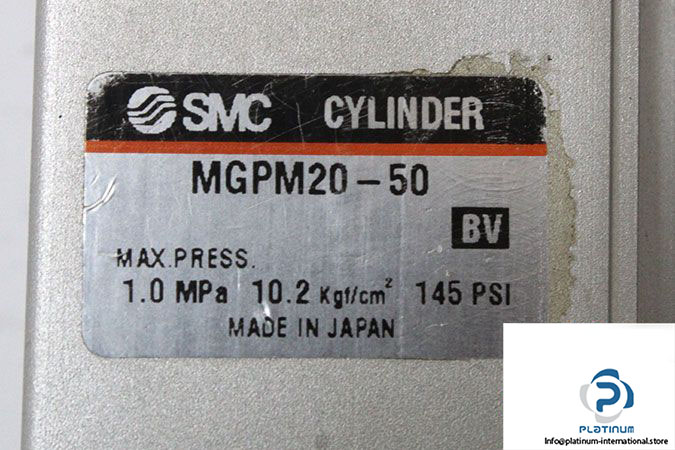 SMC CYLINDER
MGPM20-50
BV
MAX.PRESS.
1.0 MPa 10.2 Kgf/cm² 145 PSI
MADE IN JAPAN
PLATINUM
Info@platinum-international.store